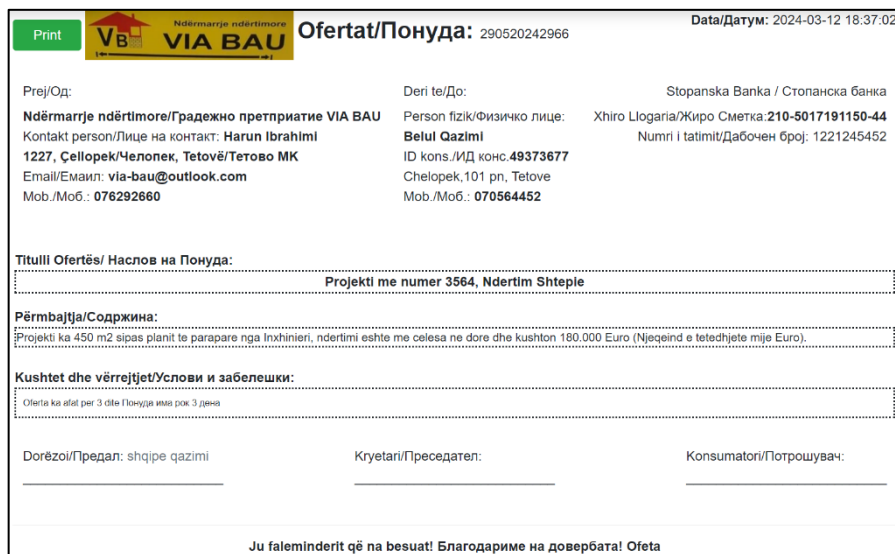 Print
Ndërmarrje ndërtimore
VB VIA BAU
Ofertat/Понуда: 290520242966
Data/Датум: 2024-03-12 18:37:02
Prej/Од:
Ndërmarrje ndërtimore/Градежно претприатие VIA BAU
Kontakt person/Лице на контакт: Harun Ibrahimi
1227, Çellopek/Челопек, Tetovë/Тетово МК
Email/Емаил: via-bau@outlook.com
Mob./Моб.: 076292660
Deri te/До:
Person fizik/Физичко лице:
Belul Qazimi
ID kons./ИД конс.49373677
Chelopek,101 pn, Tetove
Mob./Моб.: 070564452
Stopanska Banka / Стопанска банка
Xhiro Llogaria/Жиро Сметка:210-5017191150-44
Numri i tatimit/Дабочен број: 1221245452
Titulli Ofertës/ Наслов на Понуда:
Projekti me numer 3564, Ndertim Shtepie
Përmbajtja/Содржина:
Projekti ka 450 m2 sipas planit te parapare nga Inxhinieri, ndertimi eshte me celesa ne dore dhe kushton 180.000 Euro (Njeqeind e tetedhjete mije Euro).
Kushtet dhe vërrejtjet/Услови и забелешки:
Oferta ka afat per 3 dite Понуда има рок 3 дена
Dorëzoi/Предал: shqipe qazimi
Kryetari/Преседател:
Konsumatori/Потрошувач:
Ju faleminderit që na besuat! Благодариме на довербата! Ofeta